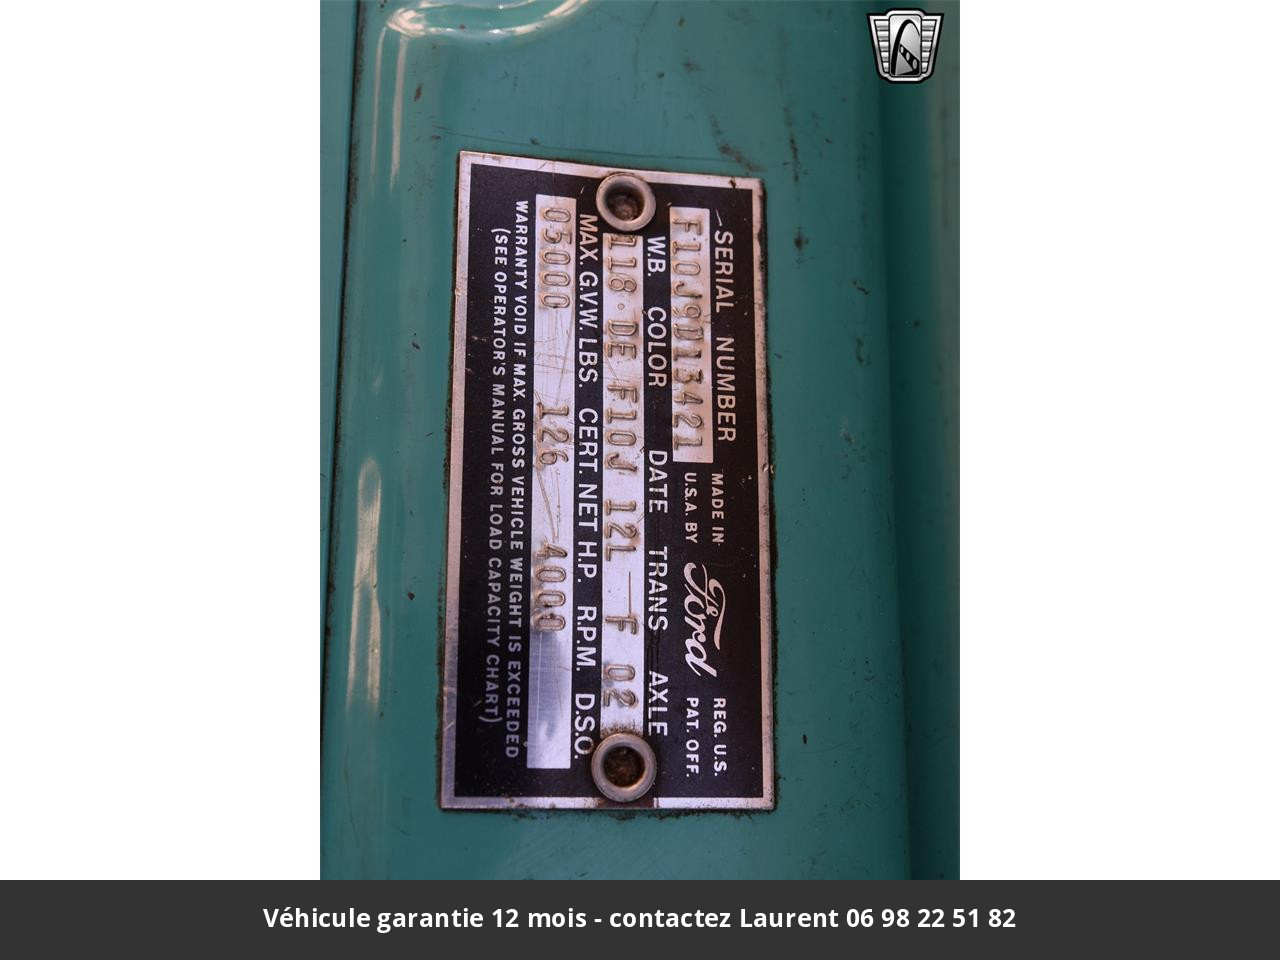 SERIAL NUMBER
F10J9D13421
MADE IN
U.S.A. BY
Ford
REG. U.S.
PAT. OFF.
W.B. COLOR DATE TRANS AXLE
118 DE F10J 121 F 02
MAX. G.V.W. LBS. CERT. NET H.P. R.P.M. D.S.O.
05000 126 4000
WARRANTY VOID IF MAX. GROSS VEHICLE WEIGHT IS EXCEEDED
(SEE OPERATOR'S MANUAL FOR LOAD CAPACITY CHART)
Véhicule garantie 12 mois - contactez Laurent 06 98 22 51 82